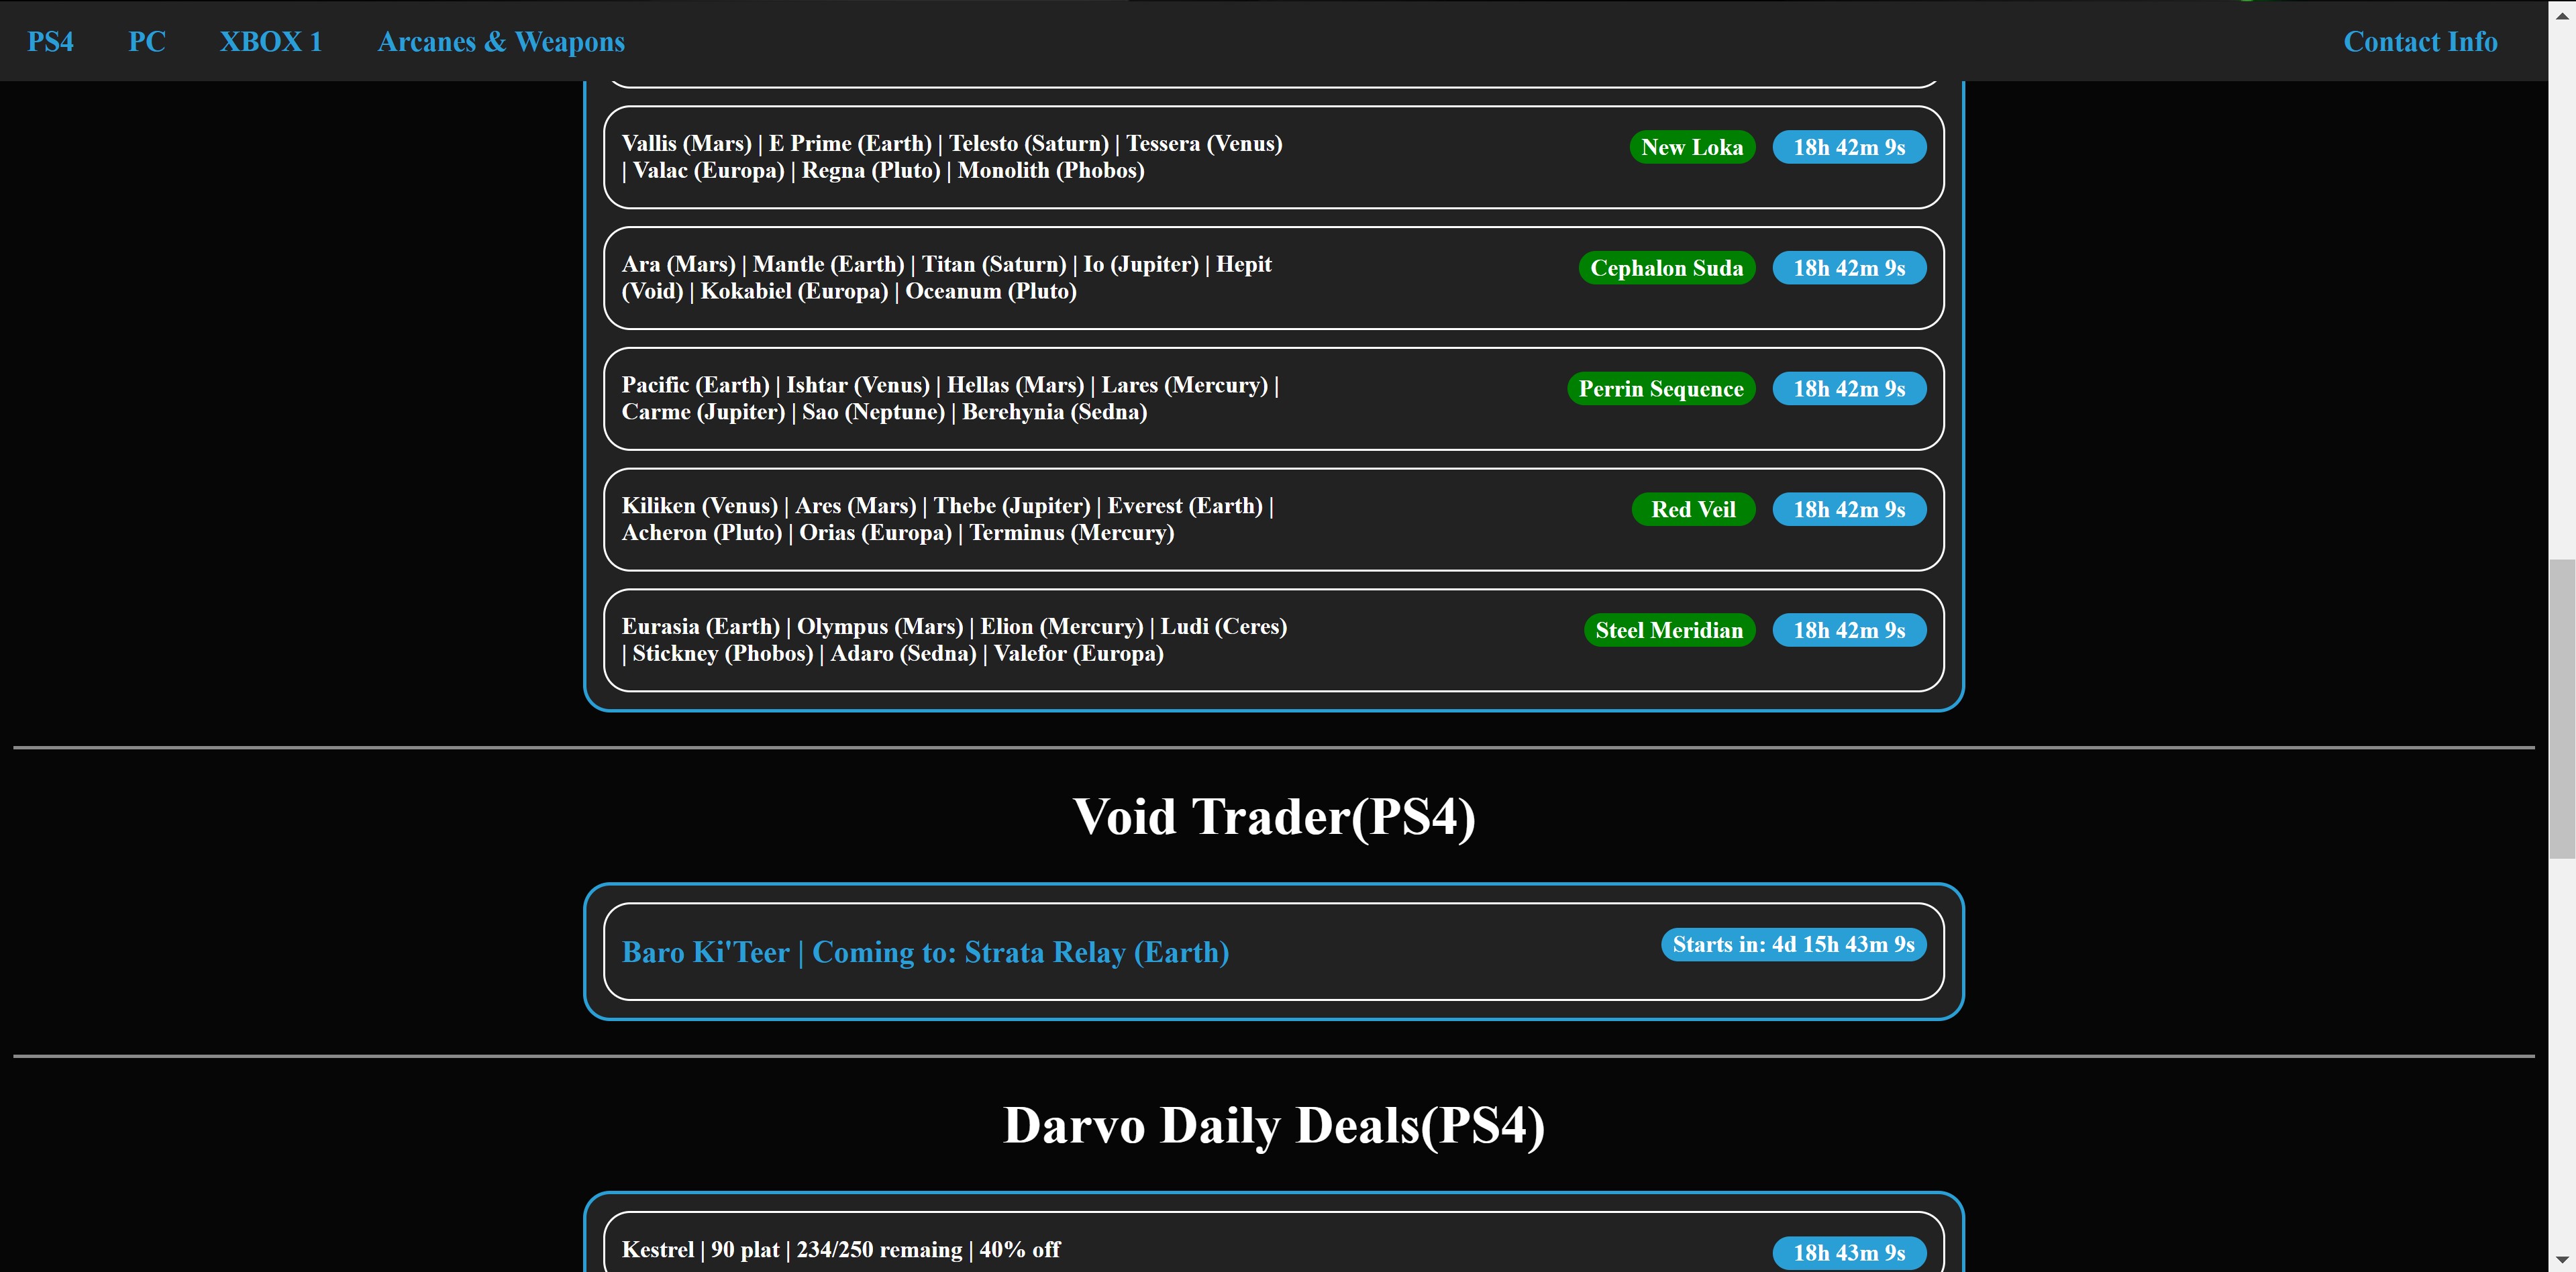 PS4 PC XBOX 1 Arcanes & Weapons Contact Info
Vallis (Mars) | E Prime (Earth) | Telesto (Saturn) | Tessera (Venus)
| Valac (Europa) | Regna (Pluto) | Monolith (Phobos)
New Loka 18h 42m 9s
Ara (Mars) | Mantle (Earth) | Titan (Saturn) | Io (Jupiter) | Hepit
(Void) | Kokabiel (Europa) | Oceanum (Pluto)
Cephalon Suda 18h 42m 9s
Pacific (Earth) | Ishtar (Venus) | Hellas (Mars) | Lares (Mercury) |
Carme (Jupiter) | Sao (Neptune) | Berehynia (Sedna)
Perrin Sequence 18h 42m 9s
Kiliken (Venus) | Ares (Mars) | Thebe (Jupiter) | Everest (Earth) |
Acheron (Pluto) | Orias (Europa) | Terminus (Mercury)
Red Veil 18h 42m 9s
Eurasia (Earth) | Olympus (Mars) | Elion (Mercury) | Ludi (Ceres)
| Stickney (Phobos) | Adaro (Sedna) | Valefor (Europa)
Steel Meridian 18h 42m 9s
Void Trader(PS4)
Baro Ki'Teer | Coming to: Strata Relay (Earth)
Starts in: 4d 15h 43m 9s
Darvo Daily Deals(PS4)
Kestrel | 90 plat | 234/250 remaing | 40% off
18h 43m 9s